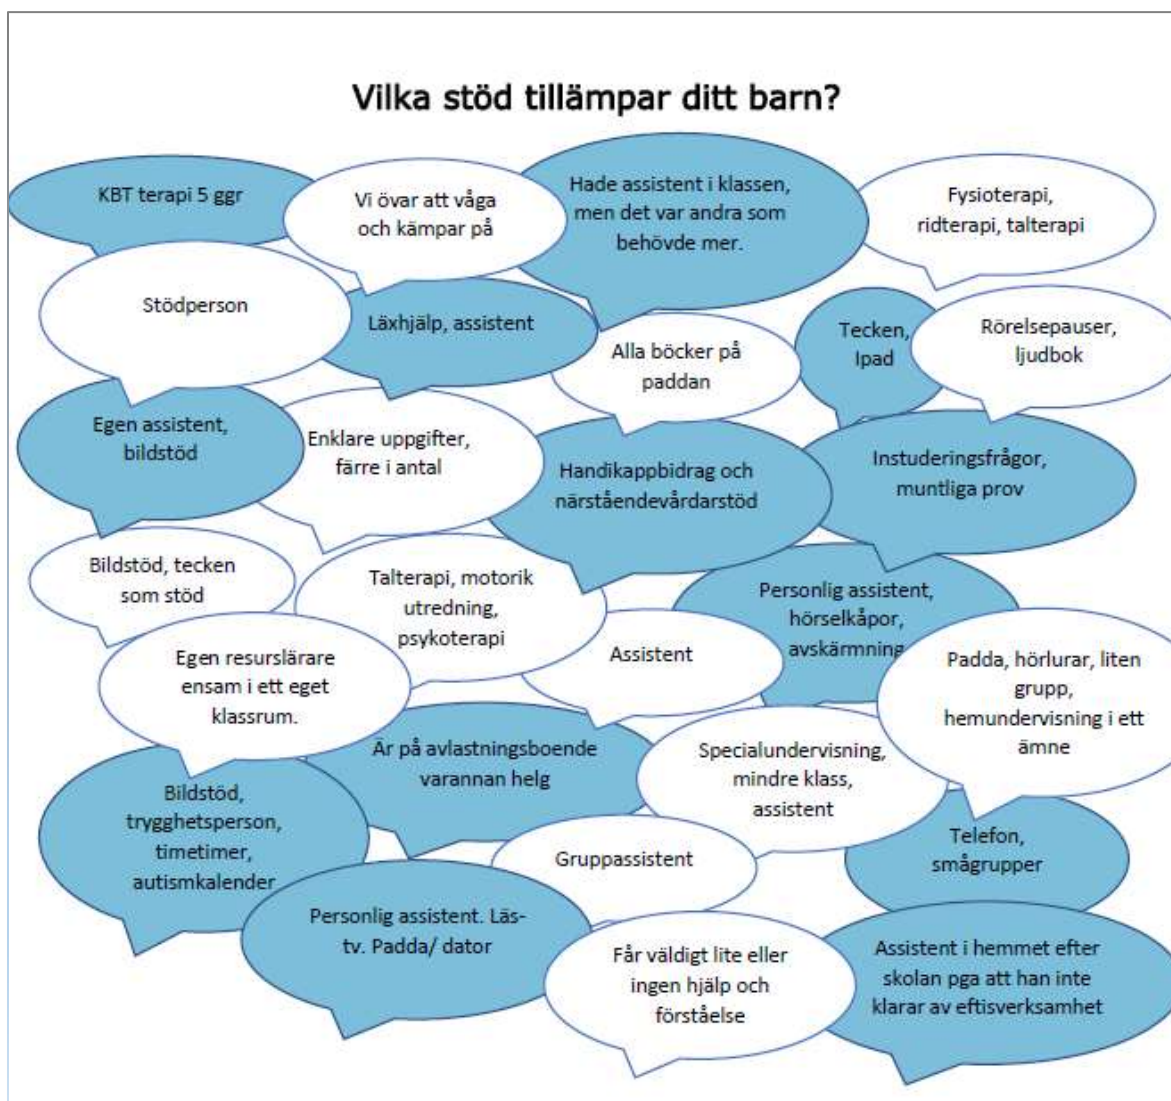 Vilka stöd tillämpar ditt barn?
KBT terapi 5 ggr
Vi övar att våga
och kämpar på
Hade assistent i klassen,
men det var andra som
behövde mer.
Fysioterapi,
ridterapi, talterapi
Stödperson
Läxhjälp, assistent
Alla böcker på
paddan
Tecken,
Ipad
Rörelsepauser,
ljudbok
Egen assistent,
bildstöd
Enklare uppgifter,
färre i antal
Handikappbidrag och
närståendevårdarstöd
Instuderingsfrågor,
muntliga prov
Bildstöd, tecken
som stöd
Talterapi, motorik
utredning,
psykoterapi
Assistent
Personlig assistent,
hörselkåpor,
avskärmning
Egen resurslärare
ensam i ett eget
klassrum.
Padda, hörlurar, liten
grupp,
hemundervisning i ett
ämne
Är på avlastningsboende
varannan helg
Specialundervisning,
mindre klass,
assistent
Bildstöd,
trygghetsperson,
timetimer,
autismkalender
Gruppassistent
Telefon,
smågrupper
Personlig assistent. Läs-
tv. Padda/ dator
Får väldigt lite eller
ingen hjälp och
förståelse
Assistent i hemmet efter
skolan pga att han inte
klarar av eftisverksamhet